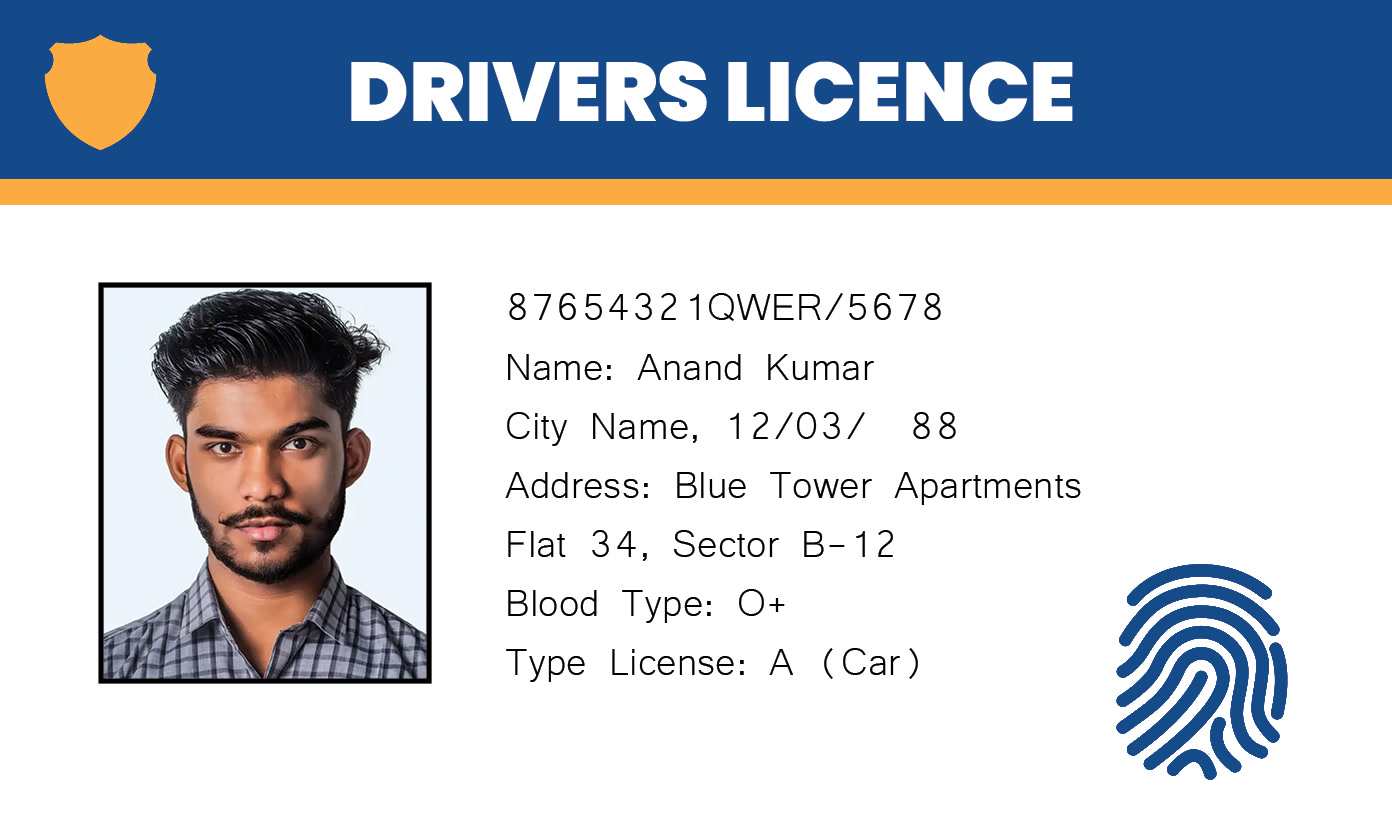 DRIVERS LICENCE
87654321QWER/5678
Name: Anand Kumar
City Name, 12/03/ 88
Address: Blue Tower Apartments
Flat 34, Sector B-12
Blood Type: O+
Type License: A (Car)